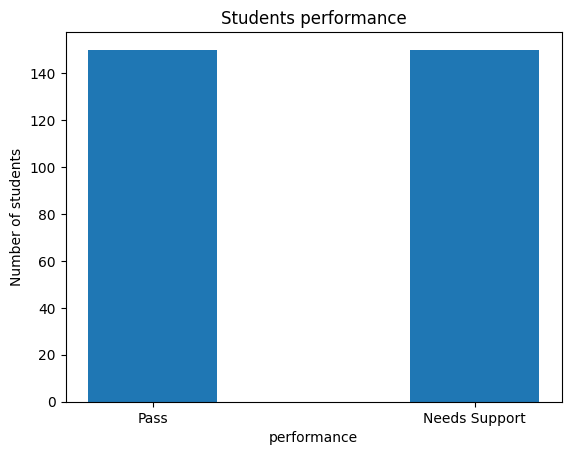 Students performance
Number of students
140
120
100
80
60
40
20
0
Pass
Needs Support
performance